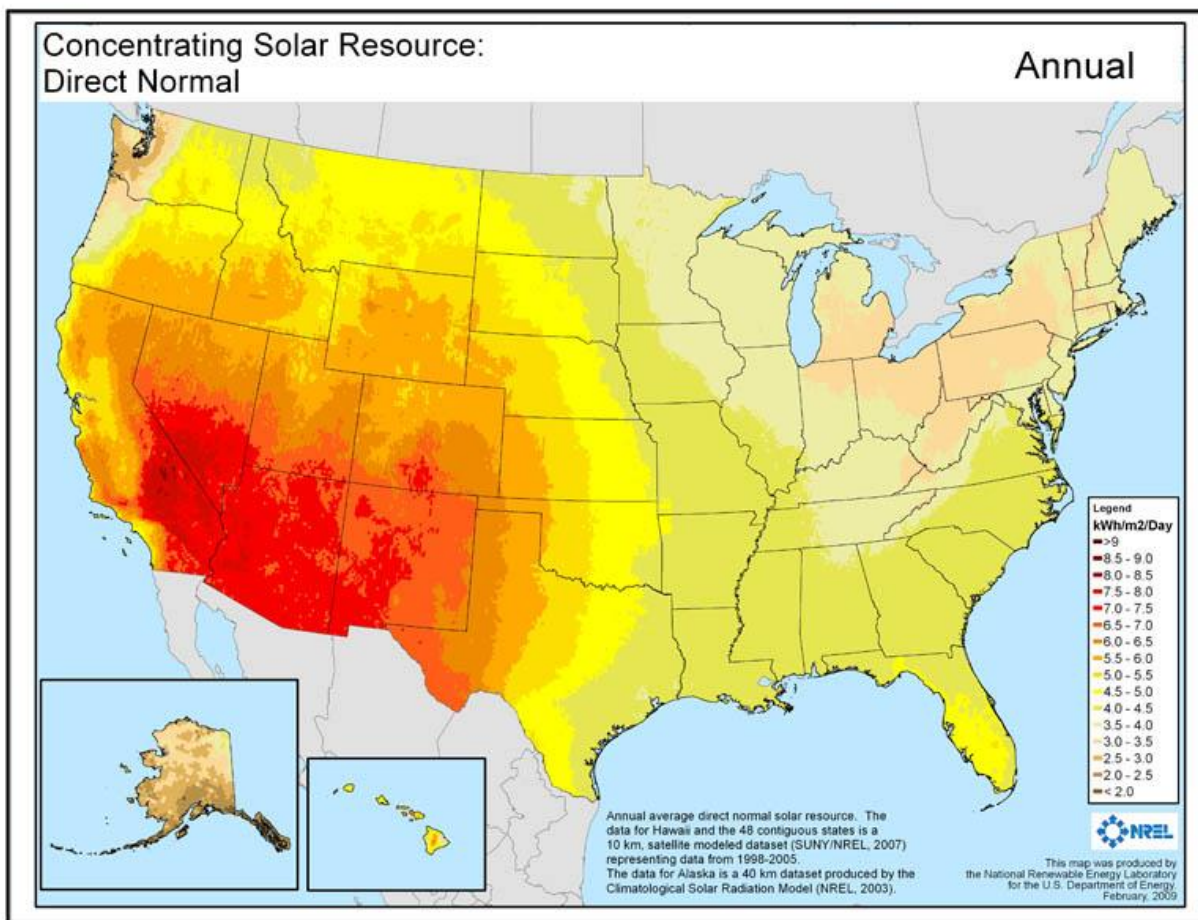 Concentrating Solar Resource:
Direct Normal
Annual
Legend
kWh/m2/Day
>9
8.5 - 9.0
8.0 - 8.5
7.5 - 8.0
7.0 - 7.5
6.5 - 7.0
6.0 - 6.5
5.5 - 6.0
5.0 - 5.5
4.5 - 5.0
4.0 - 4.5
3.5 - 4.0
3.0 - 3.5
2.5 - 3.0
2.0 - 2.5
< 2.0
Annual average direct normal solar resource. The
data for Hawaii and the 48 contiguous states is a
10 km, satellite modeled dataset (SUNY/NREL, 2007)
representing data from 1998-2005.
The data for Alaska is a 40 km dataset produced by the
Climatological Solar Radiation Model (NREL, 2003).
NREL
This map was produced by
the National Renewable Energy Laboratory
for the U.S. Department of Energy.
February, 2009